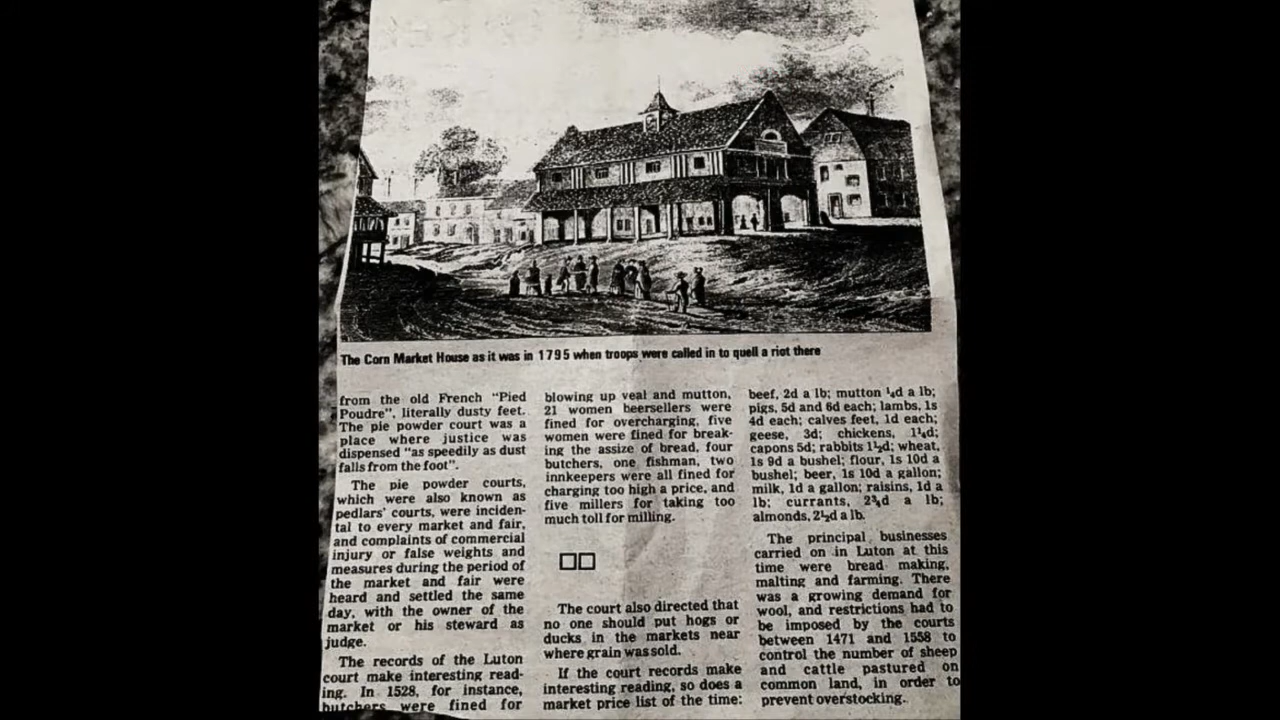 The Corn Market House as it was in 1795 when troops were called in to quell a riot there
from the old French "Pied
Poudre", literally dusty feet.
The pie powder court was a
place where justice was
dispensed "as speedily as dust
falls from the foot".
The pie powder courts,
which were also known as
pedlars' courts, were inciden-
tal to every market and fair,
and complaints of commercial
injury or false weights and
measures during the period of
the market and fair were
heard and settled the same
day, with the owner of the
market or his steward as
judge.
The records of the Luton
court make interesting read-
ing. In 1528, for instance,
butchers were fined for
blowing up veal and mutton,
21 women beersellers were
fined for overcharging, five
women were fined for break-
ing the assize of bread, four
butchers, one fishman, two
innkeepers were all fined for
charging too high a price, and
five millers for taking too
much toll for milling.
The court also directed that
no one should put hogs or
ducks in the markets near
where grain was sold.
If the court records make
interesting reading, so does a
market price list of the time:
beef, 2d a lb; mutton ¼d a lb;
pigs, 5d and 6d each; lambs, 1s
4d each; calves feet, 1d each;
geese, 3d; chickens, 1¼d;
capons 5d; rabbits 1½d; wheat,
1s 9d a bushel; flour, 1s 10d a
bushel; beer, 1s 10d a gallon;
milk, 1d a gallon; raisins, 1d a
lb; currants, 2¾d a lb;
almonds, 2½d a lb.
The principal businesses
carried on in Luton at this
time were bread making,
malting and farming. There
was a growing demand for
wool, and restrictions had to
be imposed by the courts
between 1471 and 1558 to
control the number of sheep
and cattle pastured on
common land, in order to
prevent overstocking.